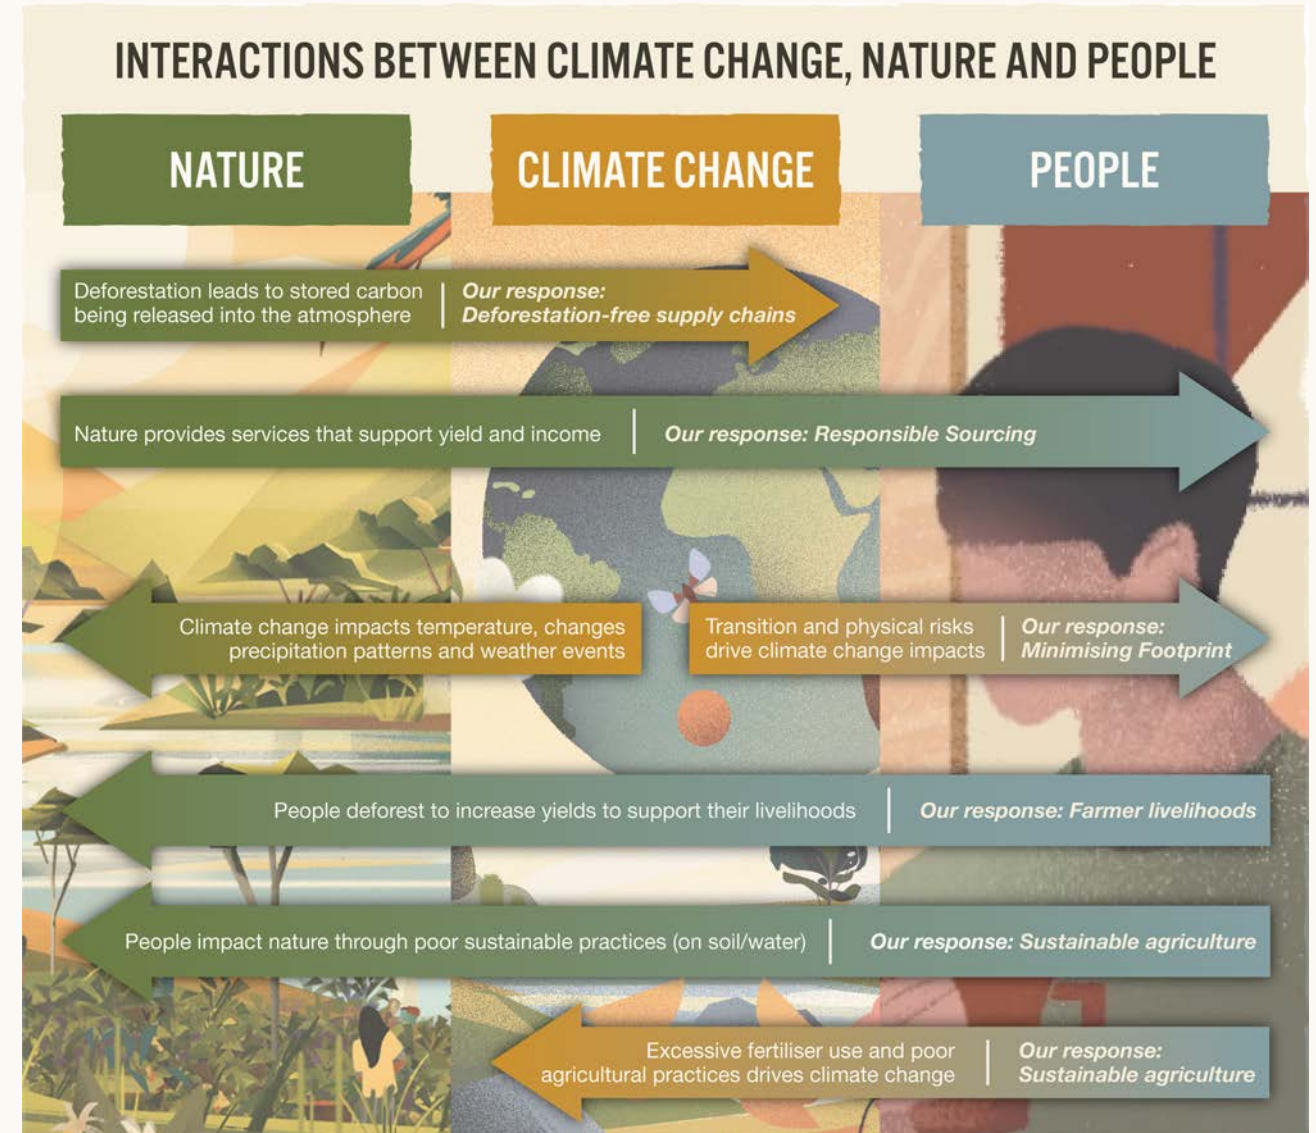 INTERACTIONS BETWEEN CLIMATE CHANGE, NATURE AND PEOPLE
NATURE
CLIMATE CHANGE
PEOPLE
Deforestation leads to stored carbon
being released into the atmosphere
Our response:
Deforestation-free supply chains
Nature provides services that support yield and income
Our response: Responsible Sourcing
Climate change impacts temperature, changes
precipitation patterns and weather events
Transition and physical risks
drive climate change impacts
Our response:
Minimising Footprint
People deforest to increase yields to support their livelihoods
Our response: Farmer livelihoods
People impact nature through poor sustainable practices (on soil/water)
Our response: Sustainable agriculture
Excessive fertiliser use and poor
agricultural practices drives climate change
Our response:
Sustainable agriculture